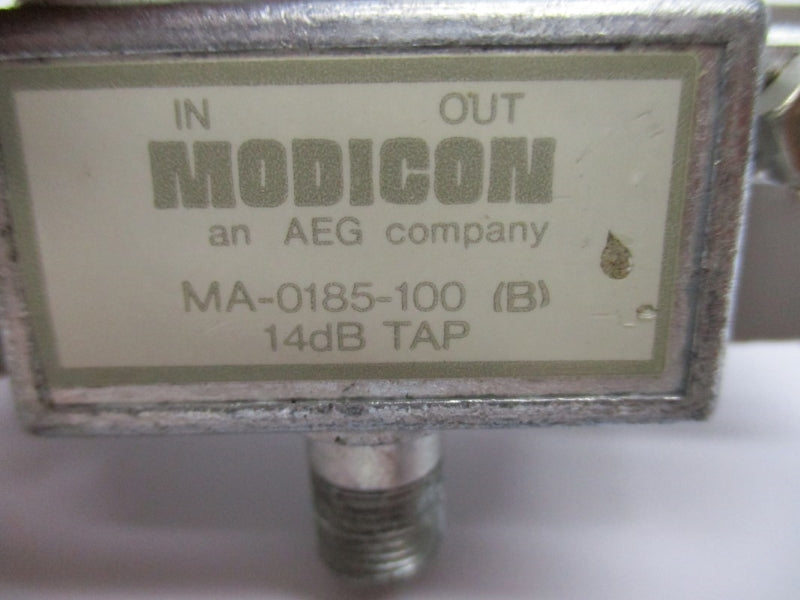 IN OUT
MODICON
an AEG company
MA-0185-100 (B)
14dB TAP